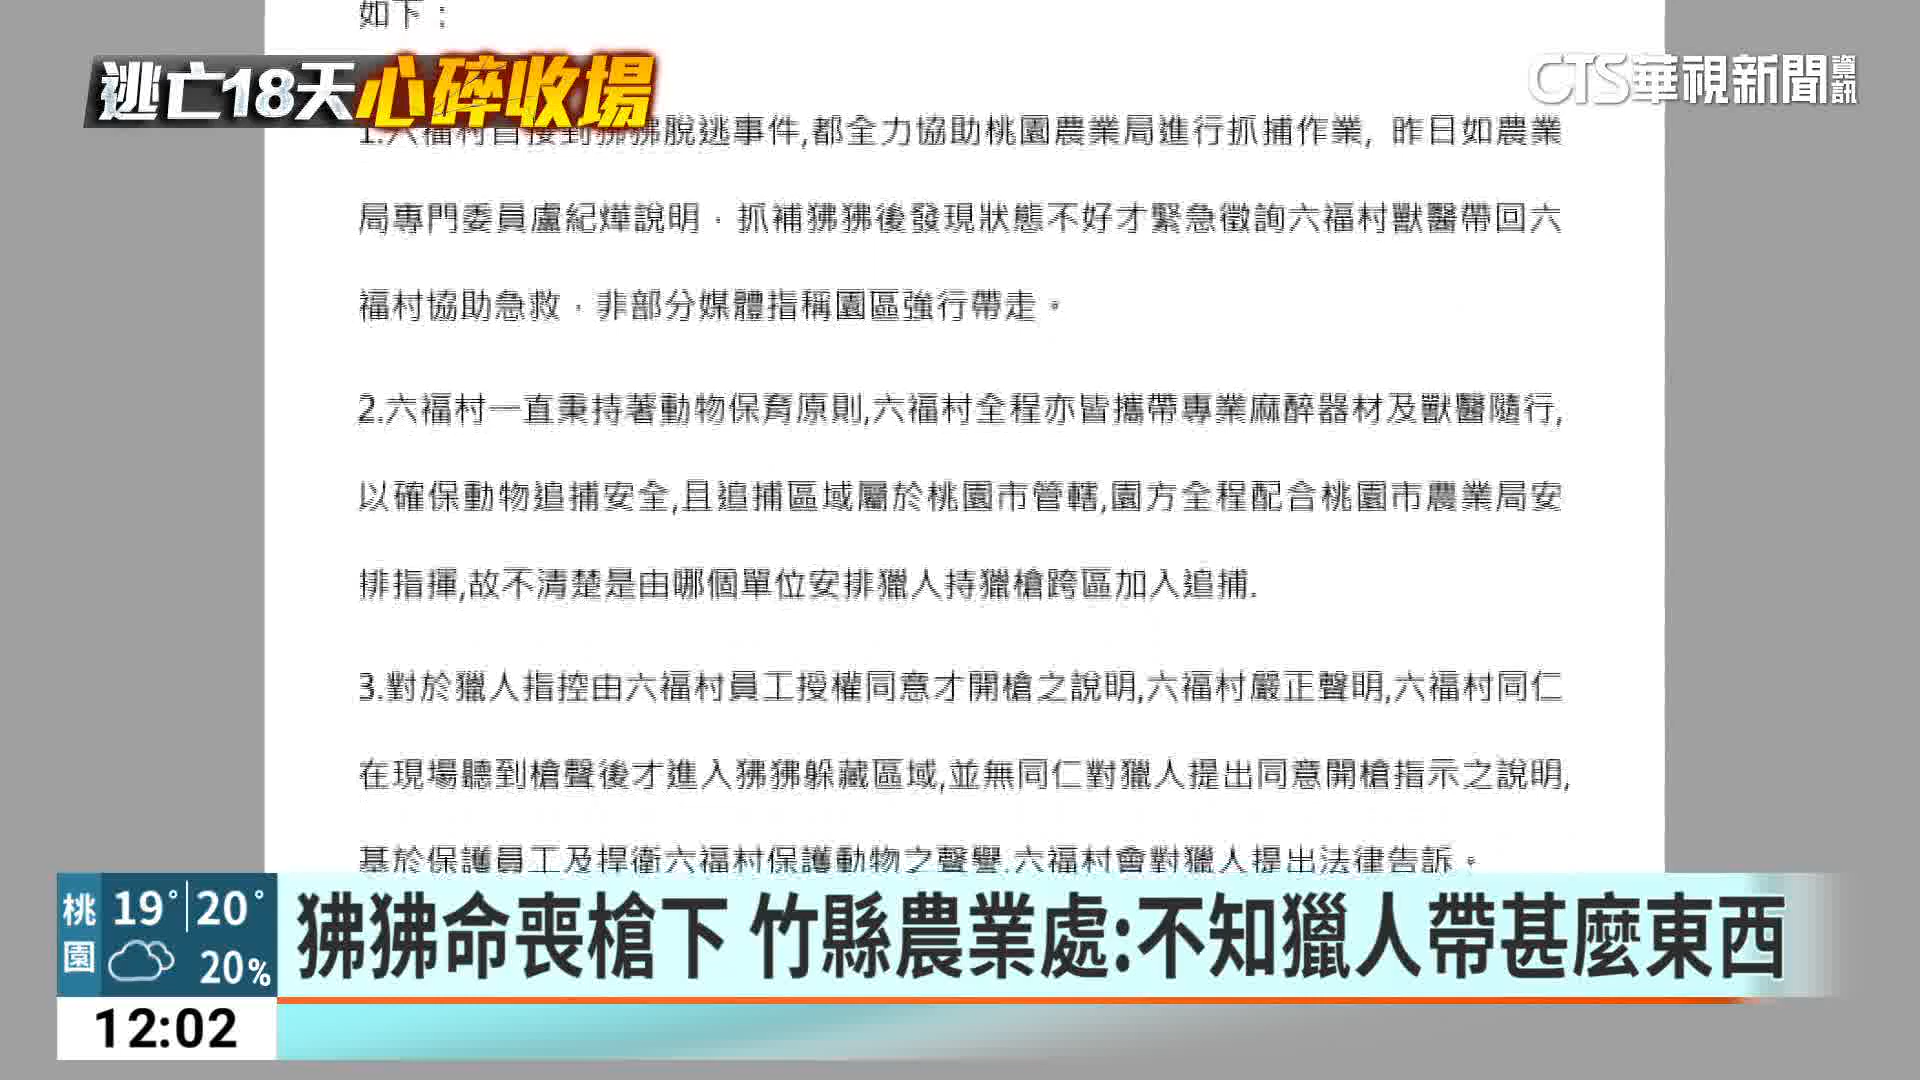 如下：
逃亡18天心碎收場
CTS華視新聞資訊
1.六福村自接到狒狒脫逃事件,都全力協助桃園農業局進行抓捕作業, 昨日如農業
局專門委員盧紀燁說明，抓補狒狒後發現狀態不好才緊急徵詢六福村獸醫帶回六
福村協助急救，非部分媒體指稱園區強行帶走。
2.六福村一直秉持著動物保育原則,六福村全程亦皆攜帶專業麻醉器材及獸醫隨行,
以確保動物追捕安全,且追捕區域屬於桃園市管轄,園方全程配合桃園市農業局安
排指揮,故不清楚是由哪個單位安排獵人持獵槍跨區加入追捕.
3.對於獵人指控由六福村員工授權同意才開槍之說明,六福村嚴正聲明,六福村同仁
在現場聽到槍聲後才進入狒狒躲藏區域,並無同仁對獵人提出同意開槍指示之說明,
基於保護員工及捍衛六福村保護動物之聲譽,六福村會對獵人提出法律告訴。
桃園 19° 20° 20%
狒狒命喪槍下 竹縣農業處:不知獵人帶甚麼東西
12:02